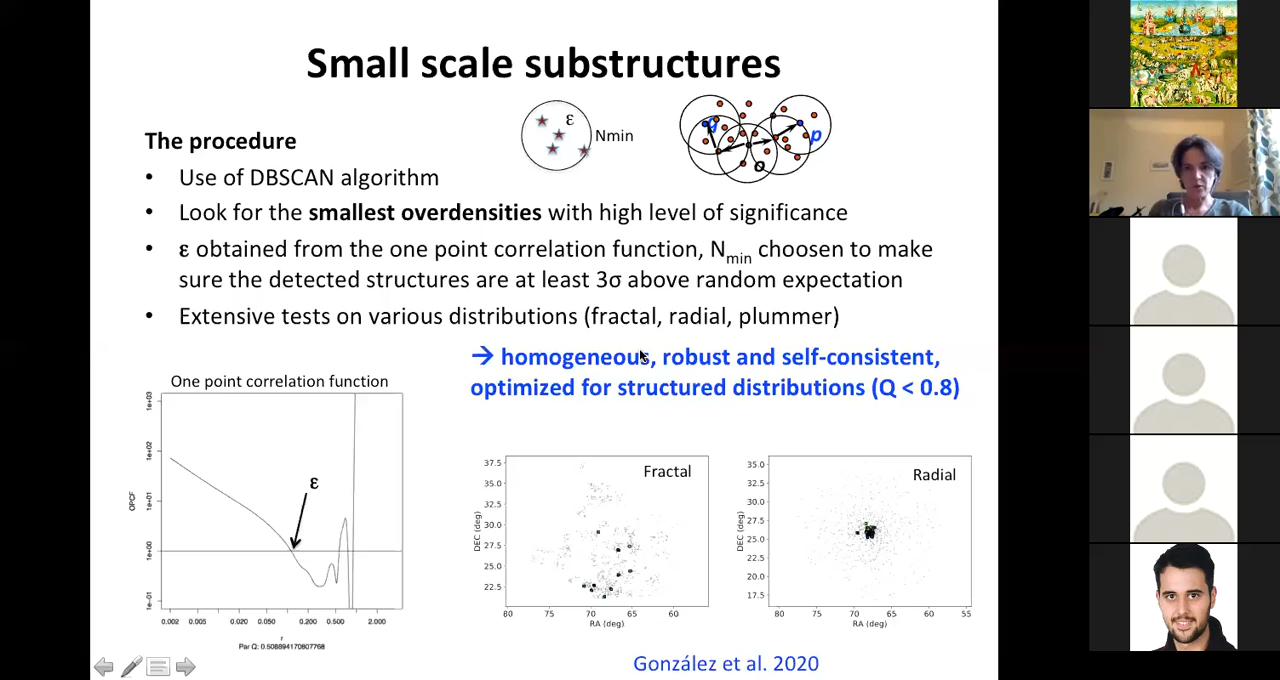 Small scale substructures
ε
Nmin
q
p
o
The procedure
• Use of DBSCAN algorithm
• Look for the smallest overdensities with high level of significance
• ε obtained from the one point correlation function, Nmin choosen to make
sure the detected structures are at least 3σ above random expectation
• Extensive tests on various distributions (fractal, radial, plummer)
→ homogeneous, robust and self-consistent,
optimized for structured distributions (Q < 0.8)
One point correlation function
1e+03
1e+02
1e+01
1e+00
1e-01
OPCF
ε
0.002 0.005 0.020 0.050 0.200 0.500 2.000
r
Par Q: 0.508894170807768
Fractal
37.5
35.0
32.5
30.0
27.5
25.0
22.5
DEC (deg)
80 75 70 65 60
RA (deg)
Radial
35.0
32.5
30.0
27.5
25.0
22.5
20.0
17.5
DEC (deg)
80 75 70 65 60 55
RA (deg)
González et al. 2020